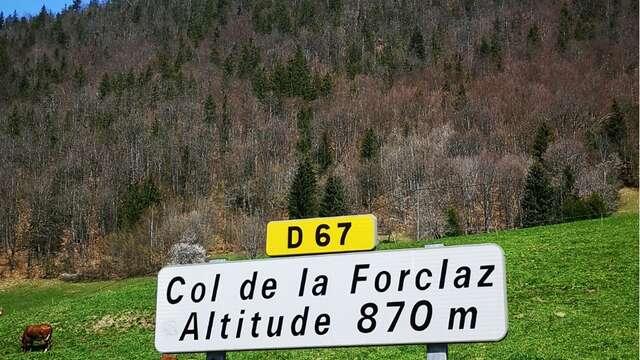 D 67
Col de la Forclaz
Altitude 870 m